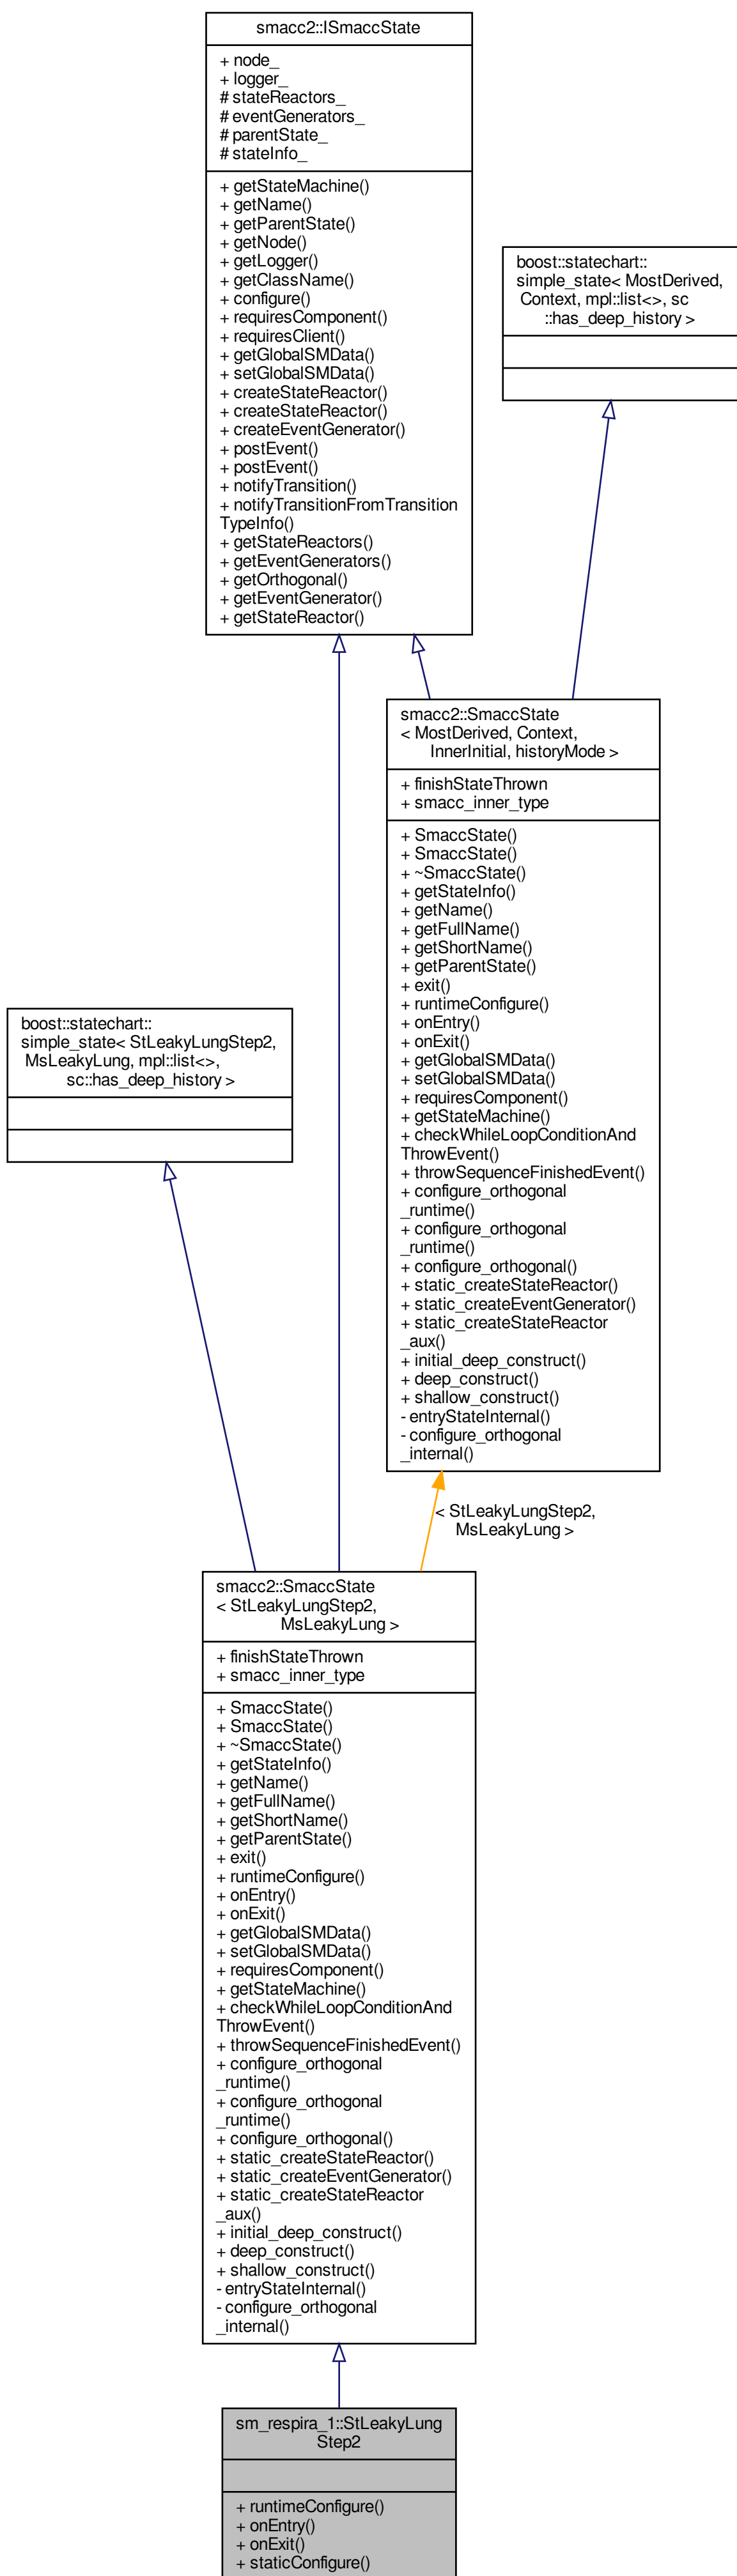 smacc2::ISmaccState
+ node_
+ logger_
# stateReactors_
# eventGenerators_
# parentState_
# stateInfo_
+ getStateMachine()
+ getName()
+ getParentState()
+ getNode()
+ getLogger()
+ getClassName()
+ configure()
+ requiresComponent()
+ requiresClient()
+ getGlobalSMData()
+ setGlobalSMData()
+ createStateReactor()
+ createStateReactor()
+ createEventGenerator()
+ postEvent()
+ postEvent()
+ notifyTransition()
+ notifyTransitionFromTransition
TypeInfo()
+ getStateReactors()
+ getEventGenerators()
+ getOrthogonal()
+ getEventGenerator()
+ getStateReactor()
boost::statechart::
simple_state< MostDerived,
Context, mpl::list<>, sc
::has_deep_history >
smacc2::SmaccState
< MostDerived, Context,
InnerInitial, historyMode >
+ finishStateThrown
+ smacc_inner_type
+ SmaccState()
+ SmaccState()
+ ~SmaccState()
+ getStateInfo()
+ getName()
+ getFullName()
+ getShortName()
+ getParentState()
+ exit()
+ runtimeConfigure()
+ onEntry()
+ onExit()
+ getGlobalSMData()
+ setGlobalSMData()
+ requiresComponent()
+ getStateMachine()
+ checkWhileLoopConditionAnd
ThrowEvent()
+ throwSequenceFinishedEvent()
+ configure_orthogonal
_runtime()
+ configure_orthogonal
_runtime()
+ configure_orthogonal()
+ static_createStateReactor()
+ static_createEventGenerator()
+ static_createStateReactor
_aux()
+ initial_deep_construct()
+ deep_construct()
+ shallow_construct()
- entryStateInternal()
- configure_orthogonal
_internal()
boost::statechart::
simple_state< StLeakyLungStep2,
MsLeakyLung, mpl::list<>,
sc::has_deep_history >
< StLeakyLungStep2,
MsLeakyLung >
smacc2::SmaccState
< StLeakyLungStep2,
MsLeakyLung >
+ finishStateThrown
+ smacc_inner_type
+ SmaccState()
+ SmaccState()
+ ~SmaccState()
+ getStateInfo()
+ getName()
+ getFullName()
+ getShortName()
+ getParentState()
+ exit()
+ runtimeConfigure()
+ onEntry()
+ onExit()
+ getGlobalSMData()
+ setGlobalSMData()
+ requiresComponent()
+ getStateMachine()
+ checkWhileLoopConditionAnd
ThrowEvent()
+ throwSequenceFinishedEvent()
+ configure_orthogonal
_runtime()
+ configure_orthogonal
_runtime()
+ configure_orthogonal()
+ static_createStateReactor()
+ static_createEventGenerator()
+ static_createStateReactor
_aux()
+ initial_deep_construct()
+ deep_construct()
+ shallow_construct()
- entryStateInternal()
- configure_orthogonal
_internal()
sm_respira_1::StLeakyLung
Step2
+ runtimeConfigure()
+ onEntry()
+ onExit()
+ staticConfigure()